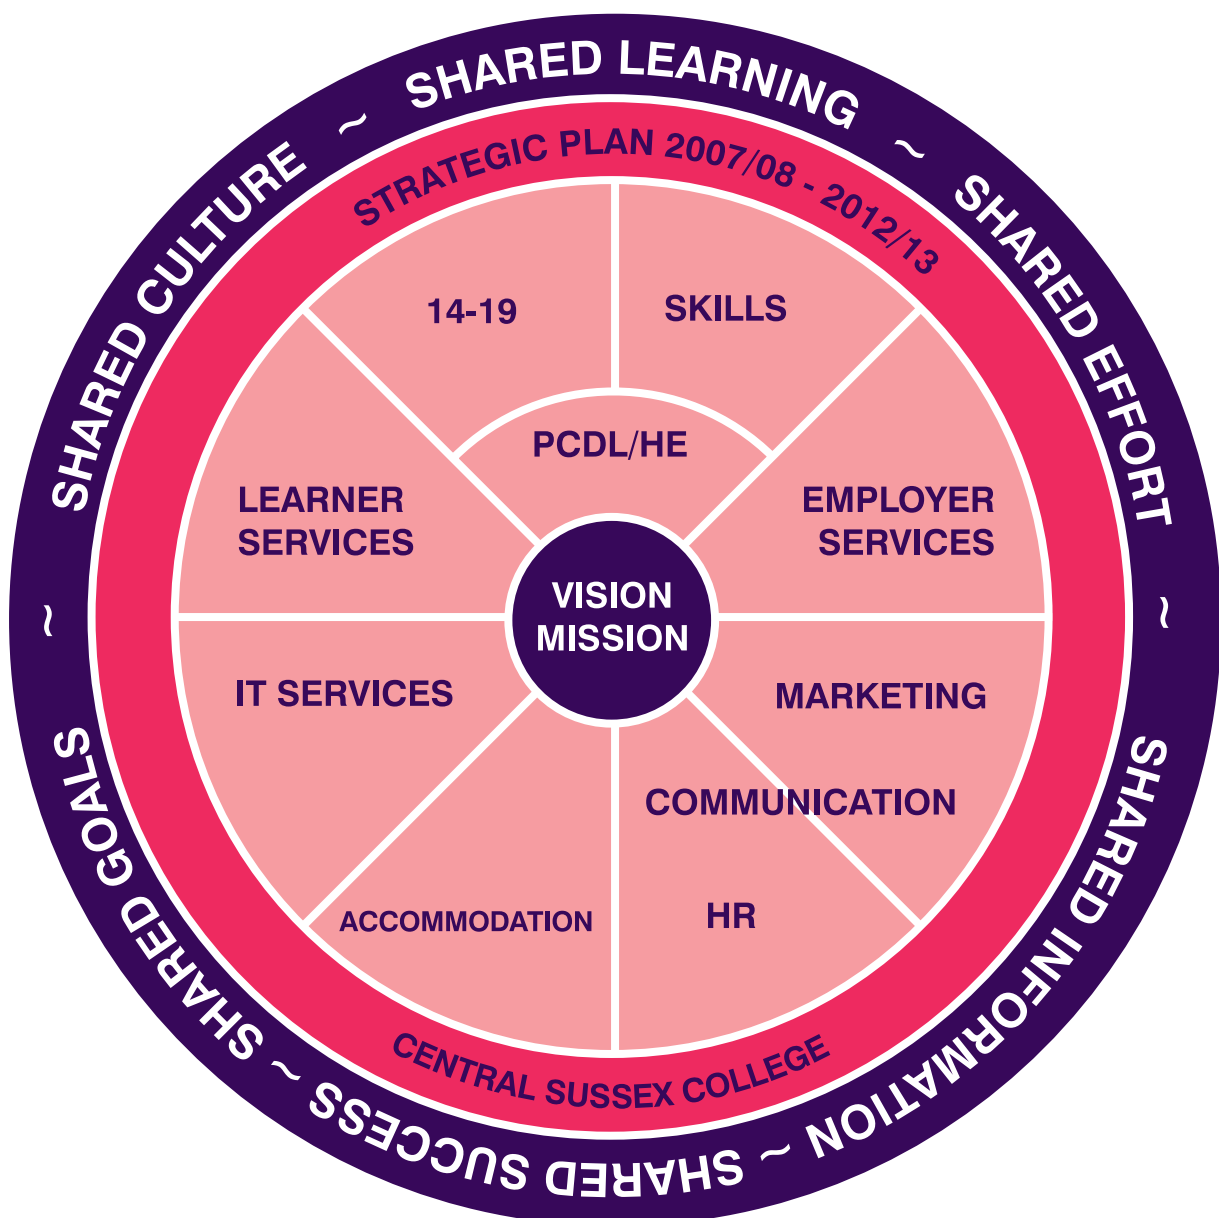 SHARED CULTURE ~ SHARED LEARNING ~ SHARED EFFORT ~ SHARED INFORMATION ~ SHARED SUCCESS ~ SHARED GOALS ~
STRATEGIC PLAN 2007/08 - 2012/13
14-19
SKILLS
PCDL/HE
LEARNER
SERVICES
EMPLOYER
SERVICES
VISION
MISSION
IT SERVICES
MARKETING
COMMUNICATION
ACCOMMODATION
HR
CENTRAL SUSSEX COLLEGE